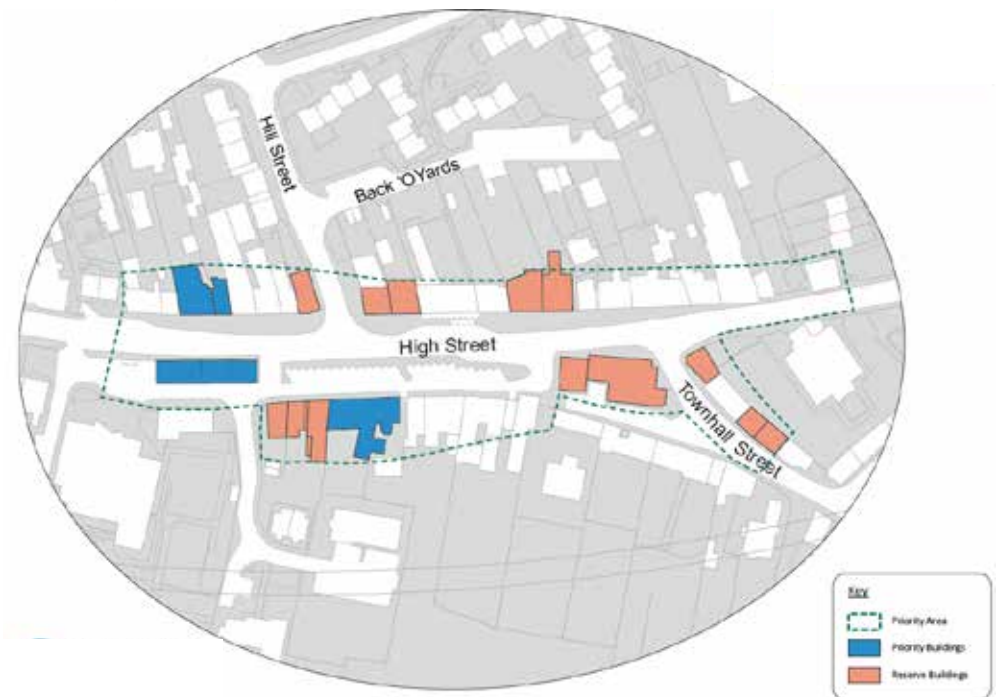 Hill Street
Back 'O Yards
High Street
Townhall Street
Key
Priority Area
Priority Buildings
Reserve Buildings